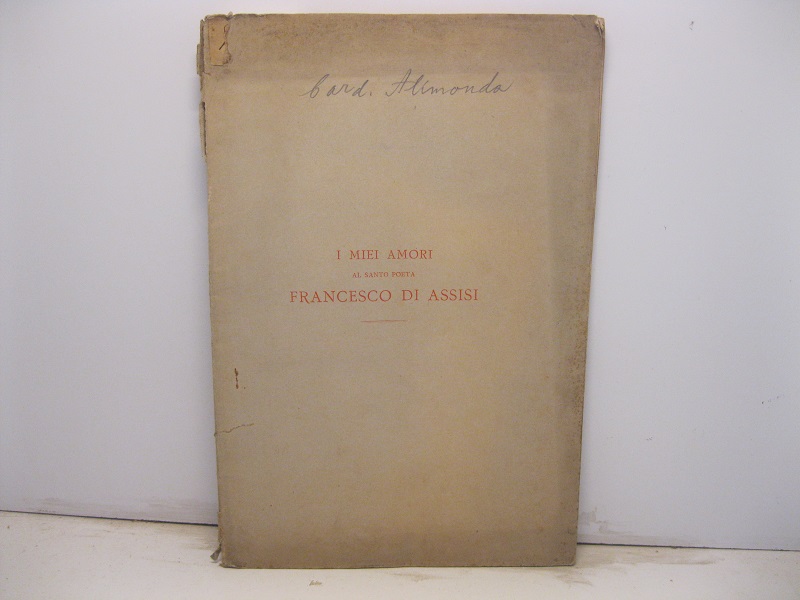 Card. Alimonda
I MIEI AMORI
AL SANTO POETA
FRANCESCO DI ASSISI